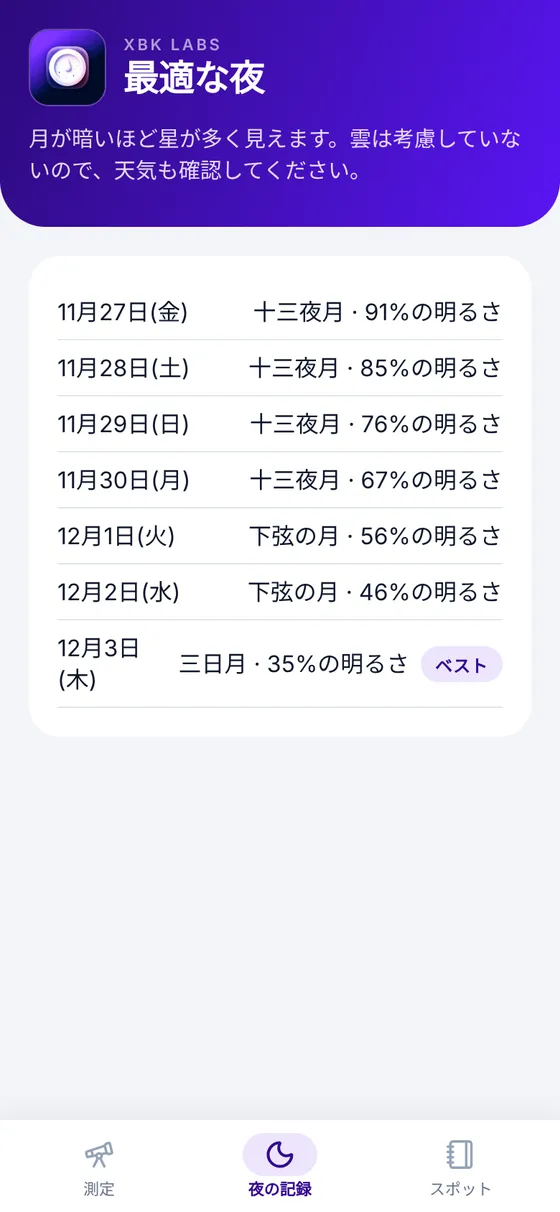 XBK LABS
最適な夜
月が暗いほど星が多く見えます。雲は考慮していな
いので、天気も確認してください。
11月27日(金) 十三夜月 · 91%の明るさ
11月28日(土) 十三夜月 · 85%の明るさ
11月29日(日) 十三夜月 · 76%の明るさ
11月30日(月) 十三夜月 · 67%の明るさ
12月1日(火) 下弦の月 · 56%の明るさ
12月2日(水) 下弦の月 · 46%の明るさ
12月3日
(木) 三日月 · 35%の明るさ ベスト
測定 夜の記録 スポット